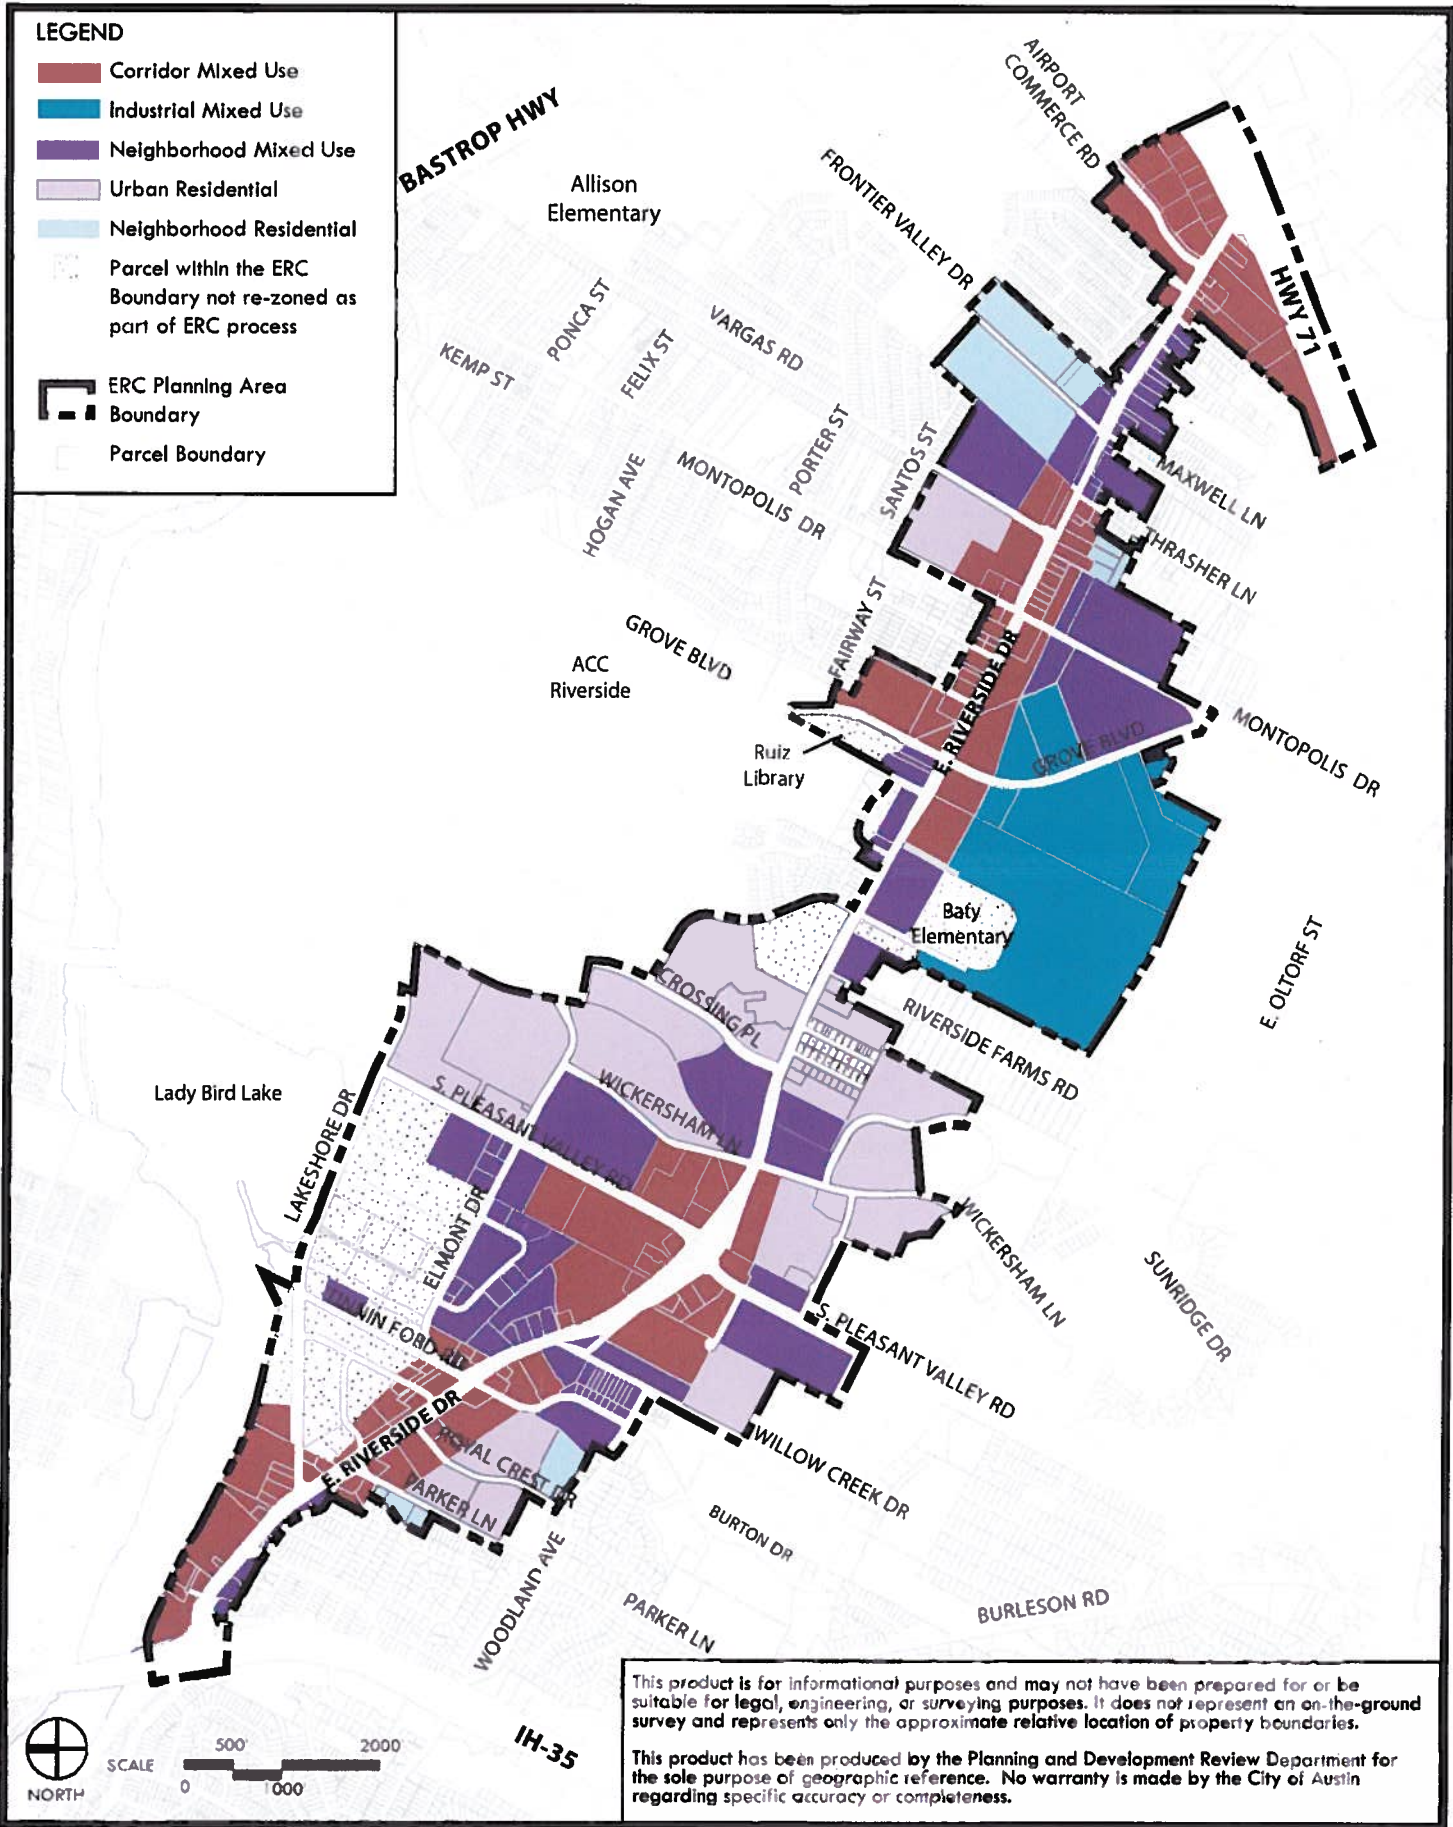 LEGEND
Corridor Mixed Use
Industrial Mixed Use
Neighborhood Mixed Use
Urban Residential
Neighborhood Residential
Parcel within the ERC
Boundary not re-zoned as
part of ERC process
ERC Planning Area
Boundary
Parcel Boundary
BASTROP HWY
Allison
Elementary
AIRPORT
COMMERCE RD
FRONTIER VALLEY DR
HWY 71
PONCA ST
VARGAS RD
KEMP ST
FELIX ST
PORTER ST
SANTOS ST
MONTOPOLIS DR
HOGAN AVE
MAXWELL LN
THRASHER LN
FAIRWAY ST
GROVE BLVD
ACC
Riverside
E. RIVERSIDE DR
Ruiz
Library
GROVE BLVD
MONTOPOLIS DR
Baty
Elementary
E. OLTORF ST
CROSSING PL
RIVERSIDE FARMS RD
Lady Bird Lake
LAKESHORE DR
S. PLEASANT VALLEY RD
WICKERSHAM LN
ELMONT DR
WICKERSHAM LN
SUNRIDGE DR
TINNIN FORD RD
S. PLEASANT VALLEY RD
E. RIVERSIDE DR
ROYAL CREST DR
PARKER LN
WILLOW CREEK DR
BURTON DR
WOODLAND AVE
PARKER LN
BURLESON RD
IH-35
NORTH
SCALE
500'
2000
0
1000
This product is for informational purposes and may not have been prepared for or be
suitable for legal, engineering, or surveying purposes. It does not represent an on-the-ground
survey and represents only the approximate relative location of property boundaries.
This product has been produced by the Planning and Development Review Department for
the sole purpose of geographic reference. No warranty is made by the City of Austin
regarding specific accuracy or completeness.